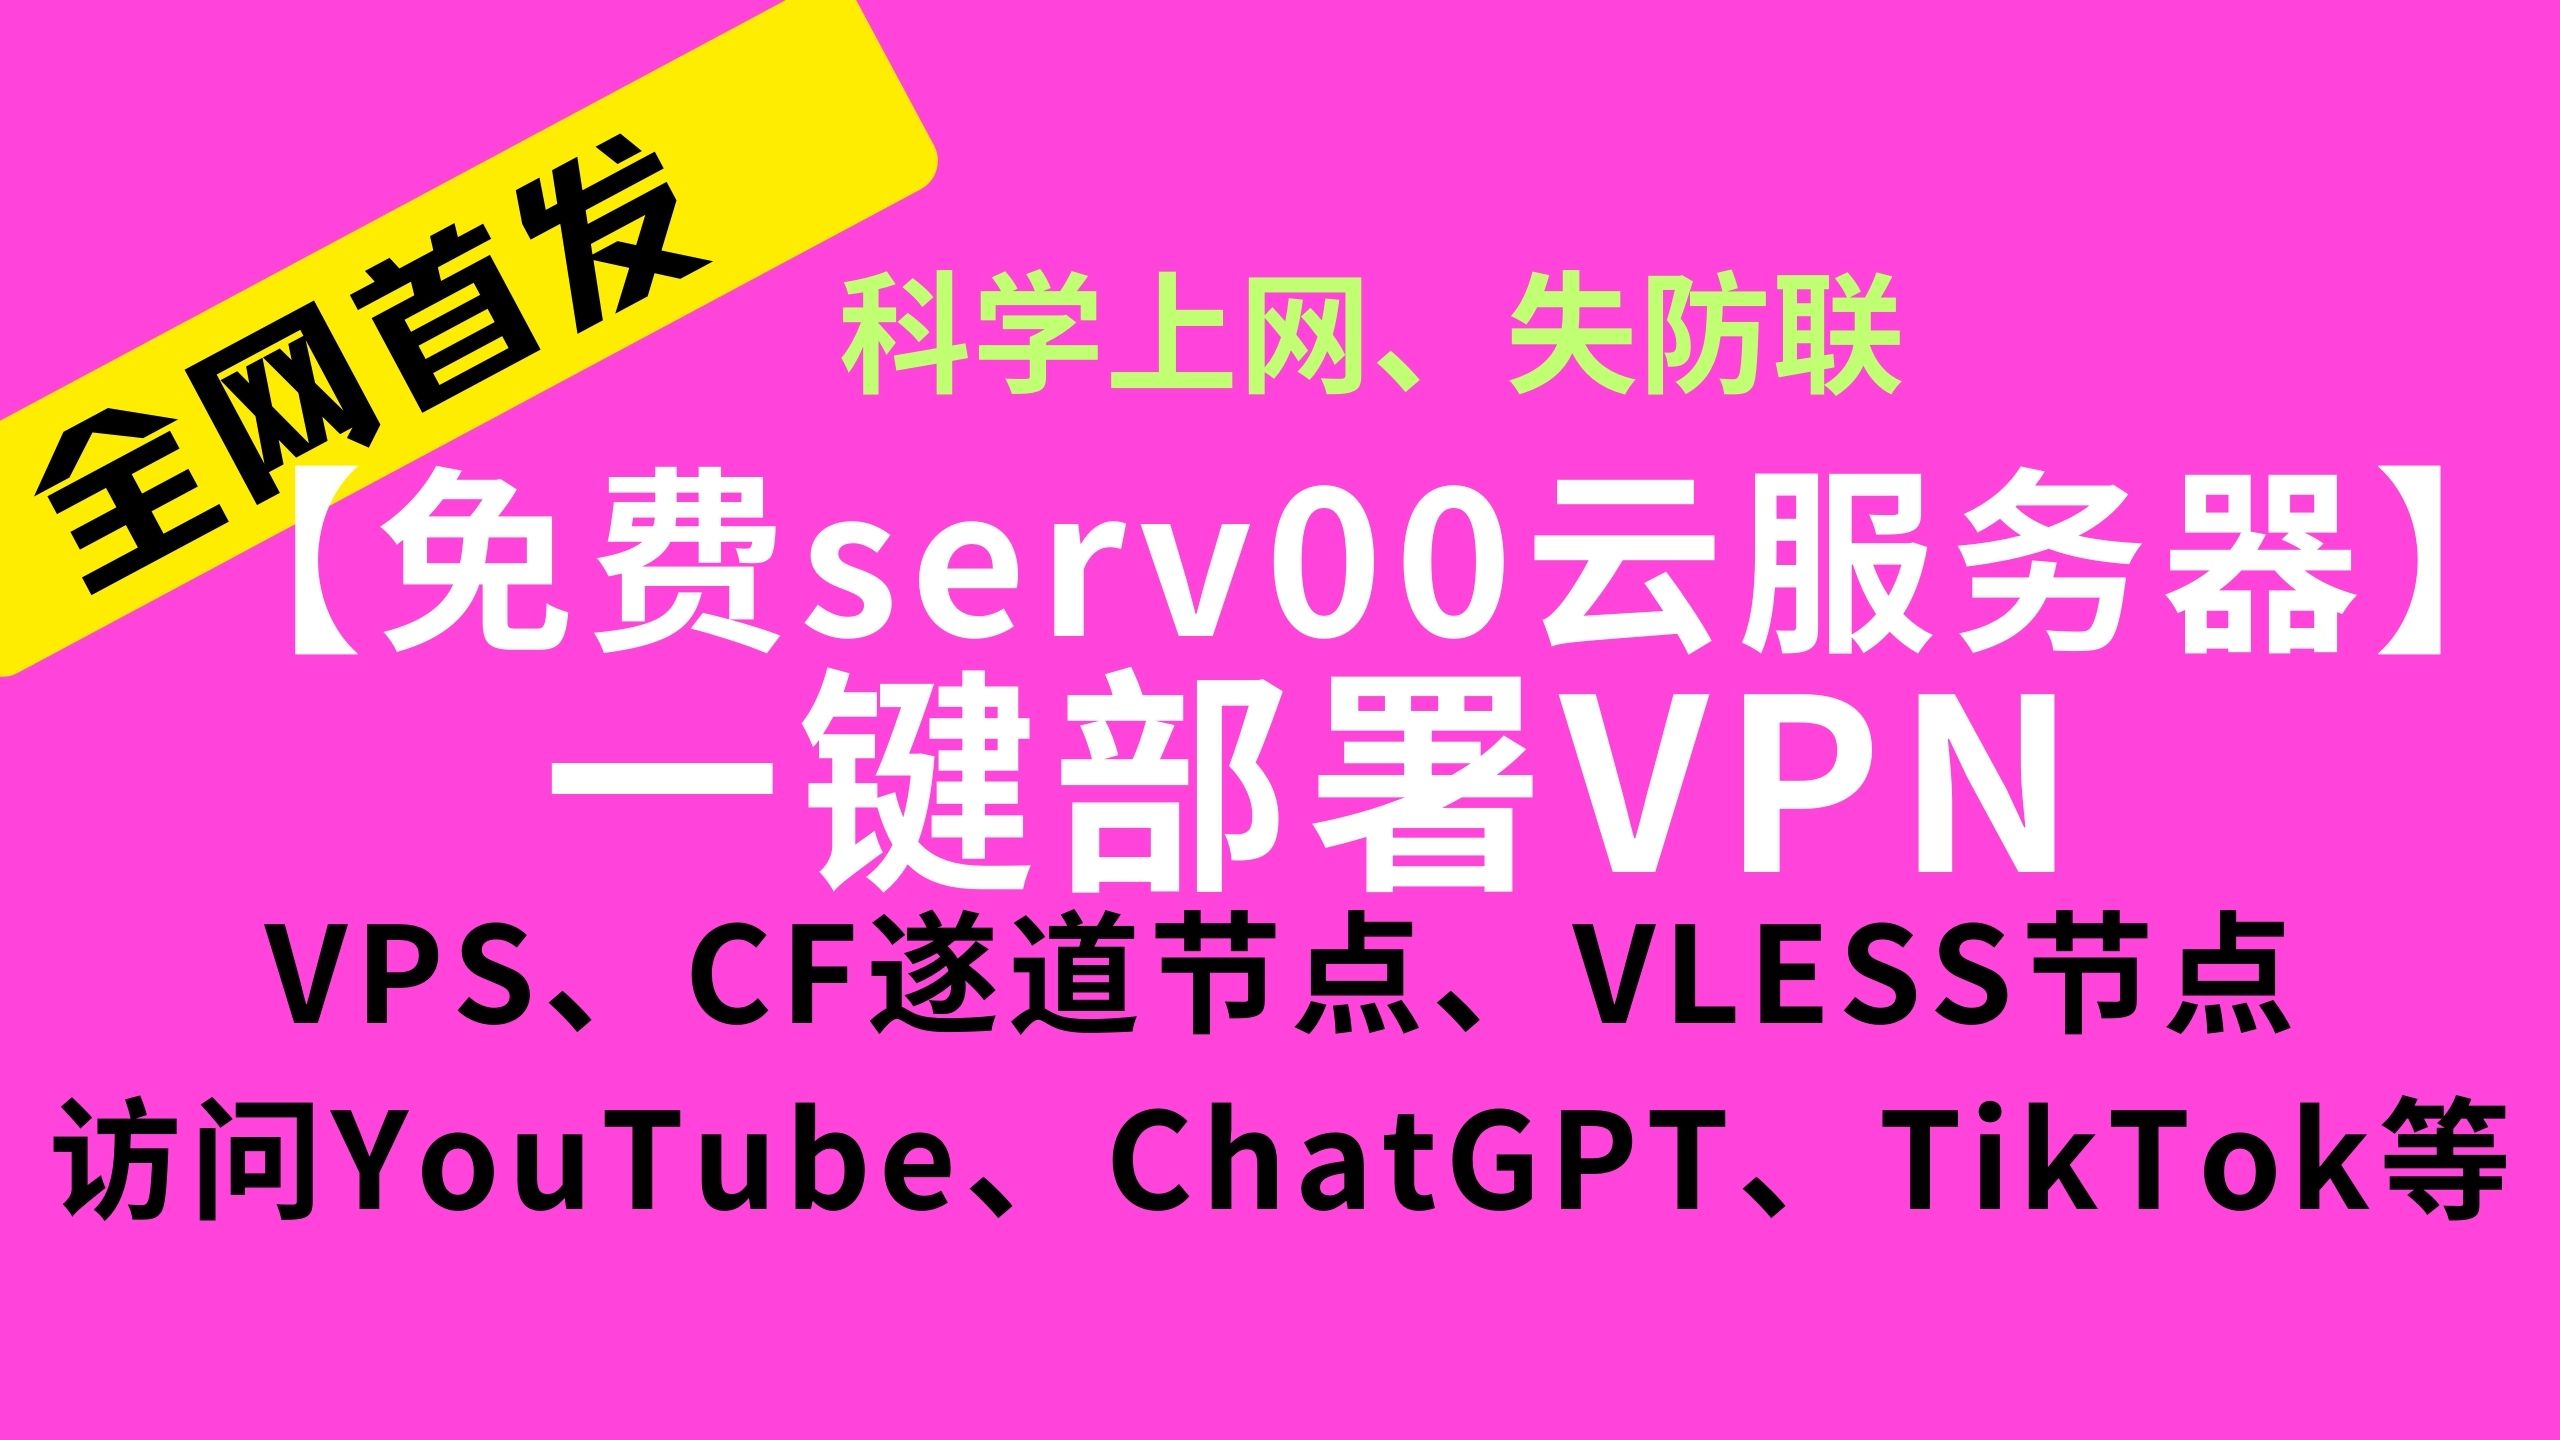 全网首发
科学上网、失防联
【免费serv00云服务器】
一键部署VPN
VPS、CF遂道节点、VLESS节点
访问YouTube、ChatGPT、TikTok等